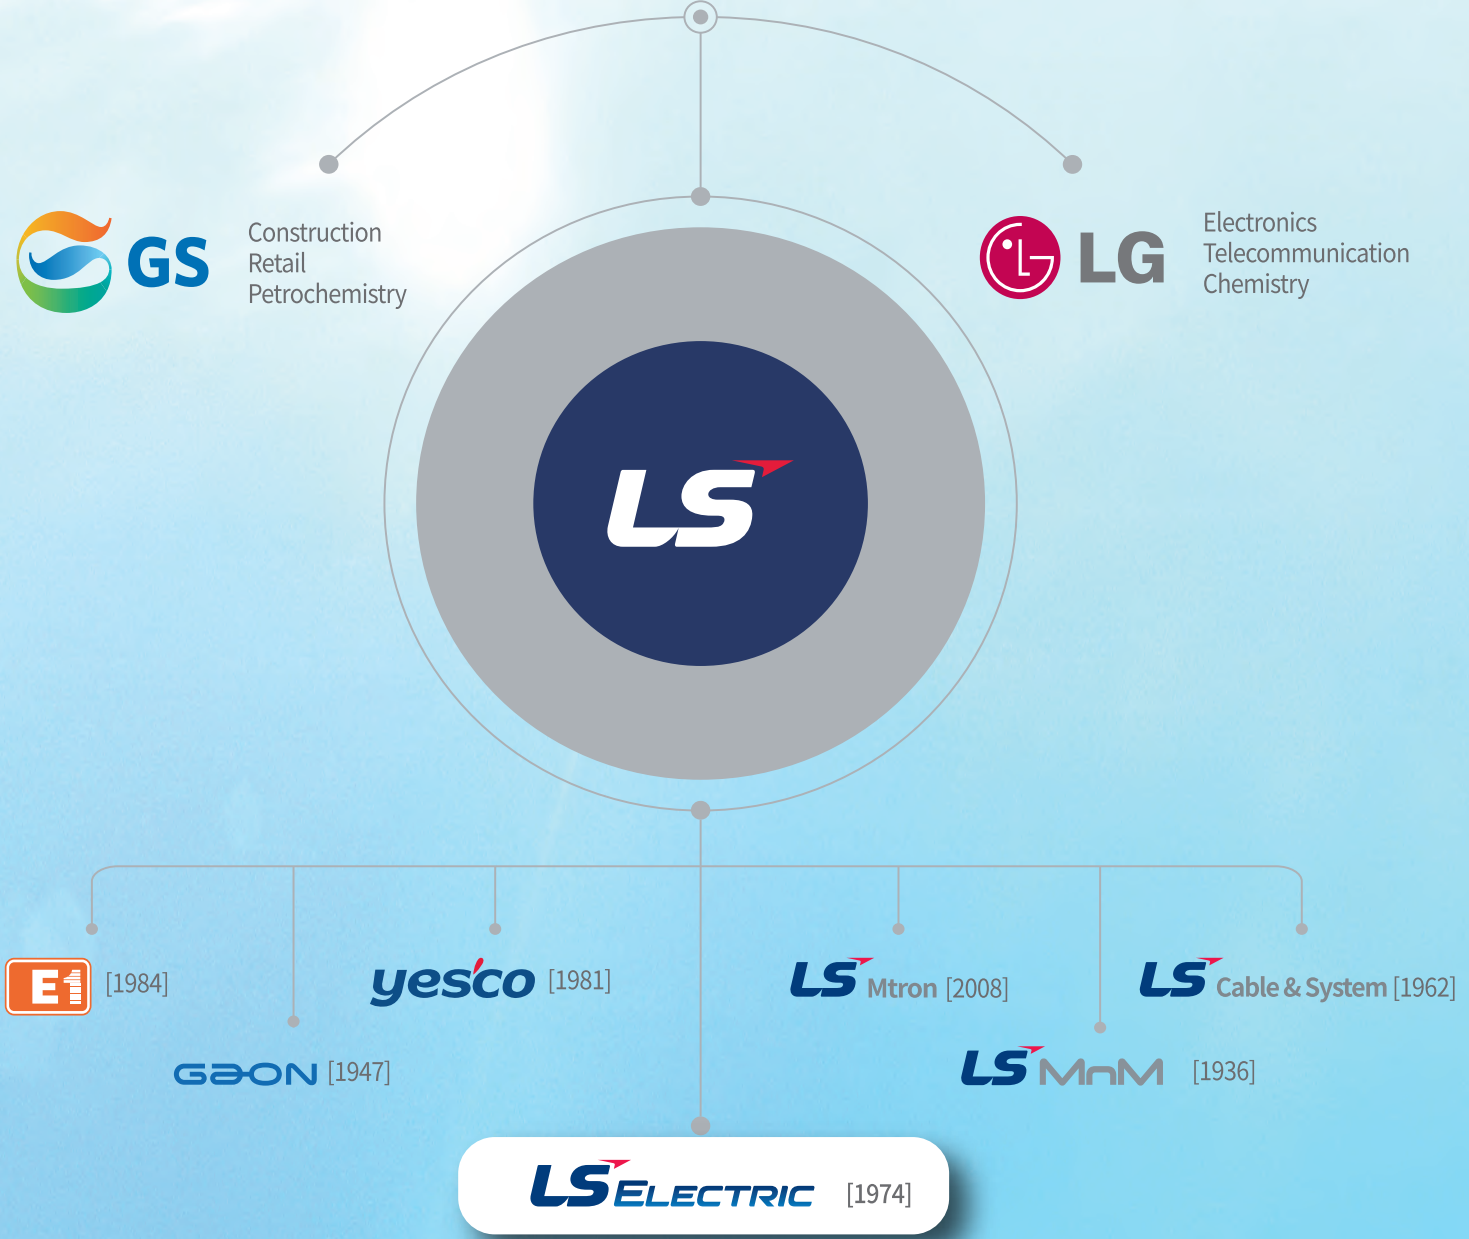 GS
Construction
Retail
Petrochemistry
LG
Electronics
Telecommunication
Chemistry
LS
E1 [1984]
yesco [1981]
LS Mtron [2008]
LS Cable & System [1962]
GAON [1947]
LS MnM [1936]
LS ELECTRIC [1974]